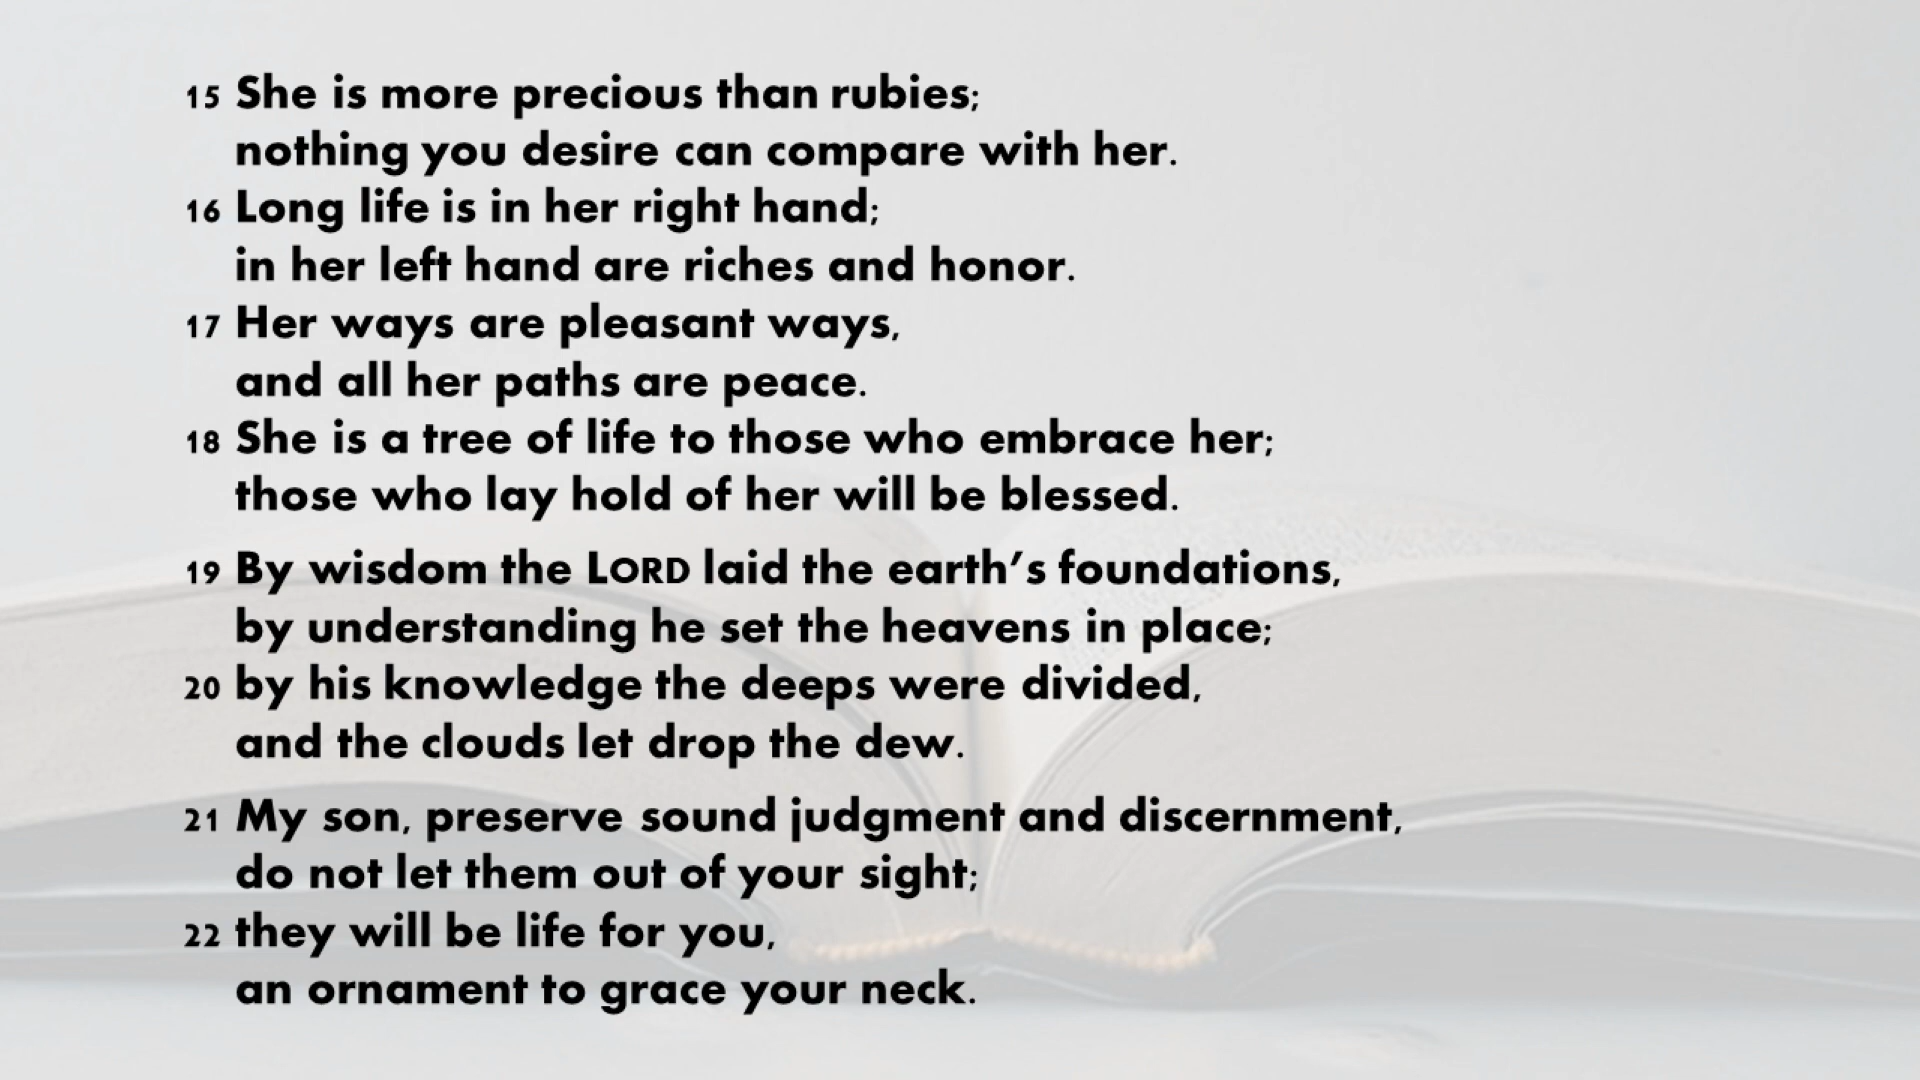 15 She is more precious than rubies;
nothing you desire can compare with her.
16 Long life is in her right hand;
in her left hand are riches and honor.
17 Her ways are pleasant ways,
and all her paths are peace.
18 She is a tree of life to those who embrace her;
those who lay hold of her will be blessed.
19 By wisdom the LORD laid the earth’s foundations,
by understanding he set the heavens in place;
20 by his knowledge the deeps were divided,
and the clouds let drop the dew.
21 My son, preserve sound judgment and discernment,
do not let them out of your sight;
22 they will be life for you,
an ornament to grace your neck.